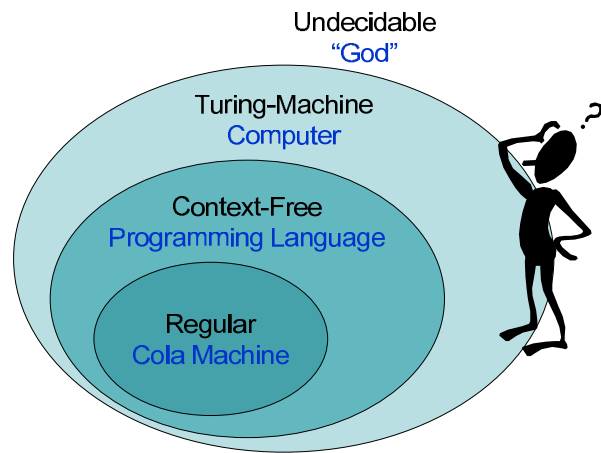 Undecidable
“God”
Turing-Machine
Computer
Context-Free
Programming Language
Regular
Cola Machine
?